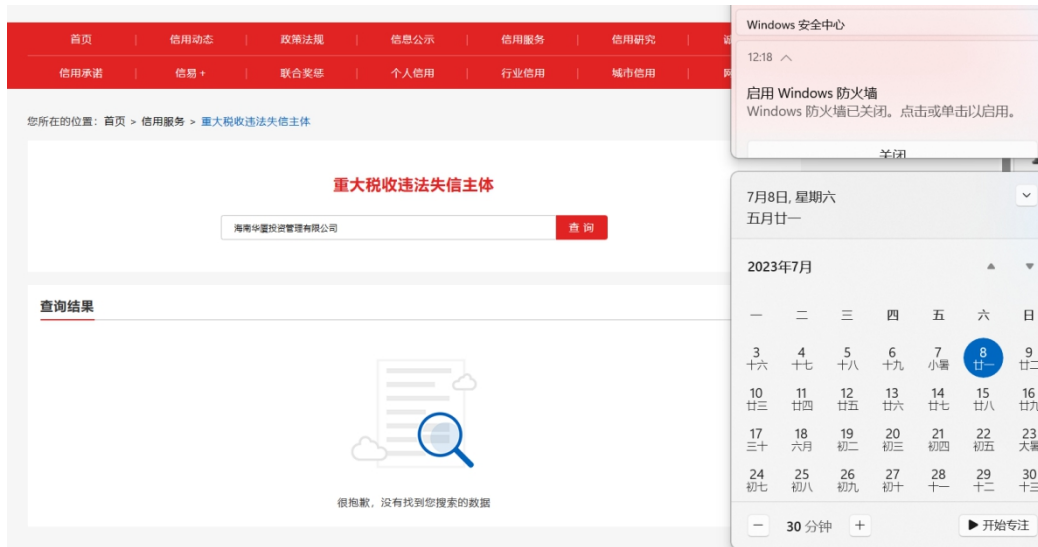 首页 | 信用动态 | 政策法规 | 信息公示 | 信用服务 | 信用研究 |
信用承诺 | 信易+ | 联合奖惩 | 个人信用 | 行业信用 | 城市信用 |
您所在的位置：首页 > 信用服务 > 重大税收违法失信主体
重大税收违法失信主体
海南华厦投资管理有限公司
查询
查询结果
很抱歉，没有找到您搜索的数据
Windows 安全中心
12:18
启用 Windows 防火墙
Windows 防火墙已关闭。点击或单击以启用。
关闭
7月8日, 星期六
五月廿一
2023年7月
一 二 三 四 五 六 日
3 4 5 6 7 8 9
十六 十七 十八 十九 小暑 廿一 廿二
10 11 12 13 14 15 16
廿三 廿四 廿五 廿六 廿七 廿八 廿九
17 18 19 20 21 22 23
三十 六月 初二 初三 初四 初五 大暑
24 25 26 27 28 29 30
初七 初八 初九 初十 十一 十二 十三
30 分钟
开始专注